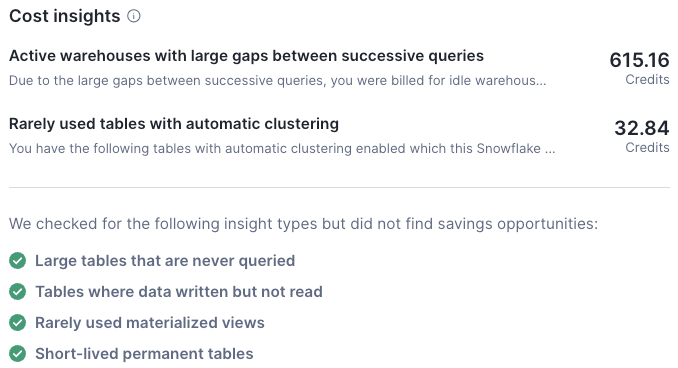 Cost insights
Active warehouses with large gaps between successive queries
615.16
Due to the large gaps between successive queries, you were billed for idle warehous...
Credits
Rarely used tables with automatic clustering
32.84
You have the following tables with automatic clustering enabled which this Snowflake ...
Credits
We checked for the following insight types but did not find savings opportunities:
Large tables that are never queried
Tables where data written but not read
Rarely used materialized views
Short-lived permanent tables